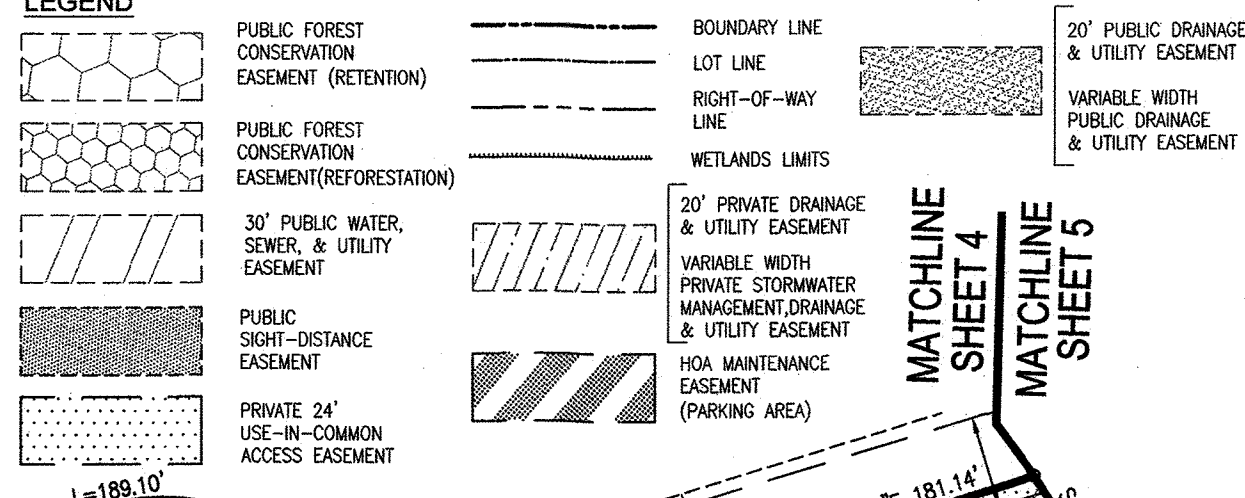 LEGEND
PUBLIC FOREST
CONSERVATION
EASEMENT (RETENTION)
PUBLIC FOREST
CONSERVATION
EASEMENT(REFORESTATION)
30' PUBLIC WATER,
SEWER, & UTILITY
EASEMENT
PUBLIC
SIGHT-DISTANCE
EASEMENT
PRIVATE 24'
USE-IN-COMMON
ACCESS EASEMENT
BOUNDARY LINE
LOT LINE
RIGHT-OF-WAY
LINE
WETLANDS LIMITS
20' PRIVATE DRAINAGE
& UTILITY EASEMENT
VARIABLE WIDTH
PRIVATE STORMWATER
MANAGEMENT,DRAINAGE
& UTILITY EASEMENT
HOA MAINTENANCE
EASEMENT
(PARKING AREA)
20' PUBLIC DRAINAGE
& UTILITY EASEMENT
VARIABLE WIDTH
PUBLIC DRAINAGE
& UTILITY EASEMENT
MATCHLINE
SHEET 4
MATCHLINE
SHEET 5
L=189.10'
181.14'